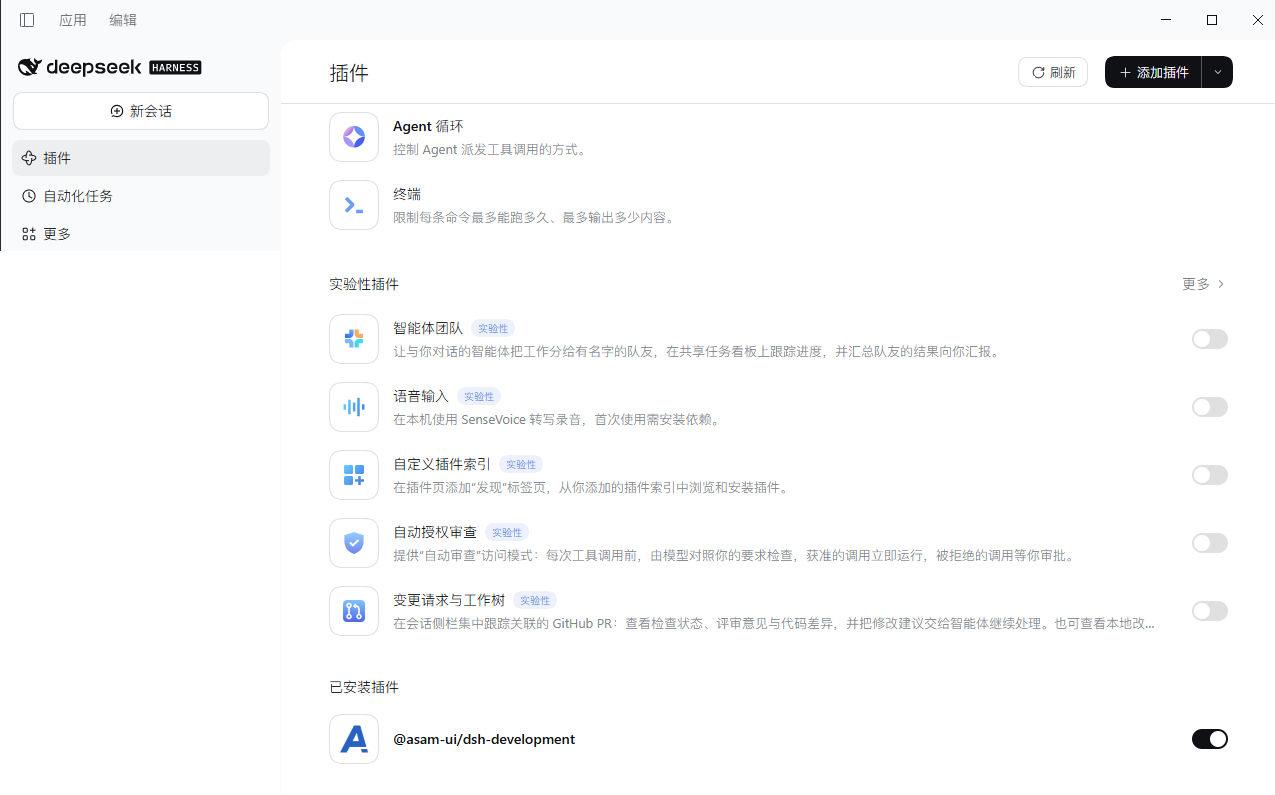 应用 编辑
deepseek HARNESS
新会话
插件
自动化任务
更多
插件
刷新
添加插件
Agent 循环
控制 Agent 派发工具调用的方式。
终端
限制每条命令最多能跑多久、最多输出多少内容。
实验性插件
更多
智能体团队 实验性
让与你对话的智能体把工作分给有名字的队友，在共享任务看板上跟踪进度，并汇总队友的结果向你汇报。
语音输入 实验性
在本机使用 SenseVoice 转写录音，首次使用需安装依赖。
自定义插件索引 实验性
在插件页添加“发现”标签页，从你添加的插件索引中浏览和安装插件。
自动授权审查 实验性
提供“自动审查”访问模式：每次工具调用前，由模型对照你的要求检查，获准的调用立即运行，被拒绝的调用等你审批。
变更请求与工作树 实验性
在会话侧栏集中跟踪关联的 GitHub PR：查看检查状态、评审意见与代码差异，并把修改建议交给智能体继续处理。也可查看本地改...
已安装插件
@asam-ui/dsh-development